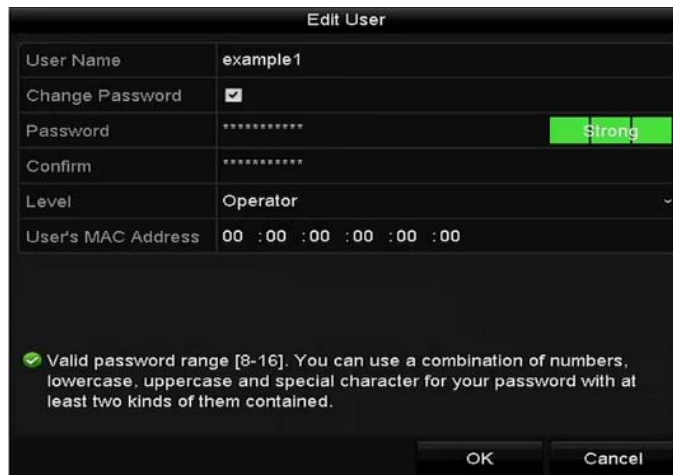 Edit User
User Name example1
Change Password
Password *********** Strong
Confirm ***********
Level Operator
User's MAC Address 00 :00 :00 :00 :00 :00
Valid password range [8-16]. You can use a combination of numbers,
lowercase, uppercase and special character for your password with at
least two kinds of them contained.
OK Cancel